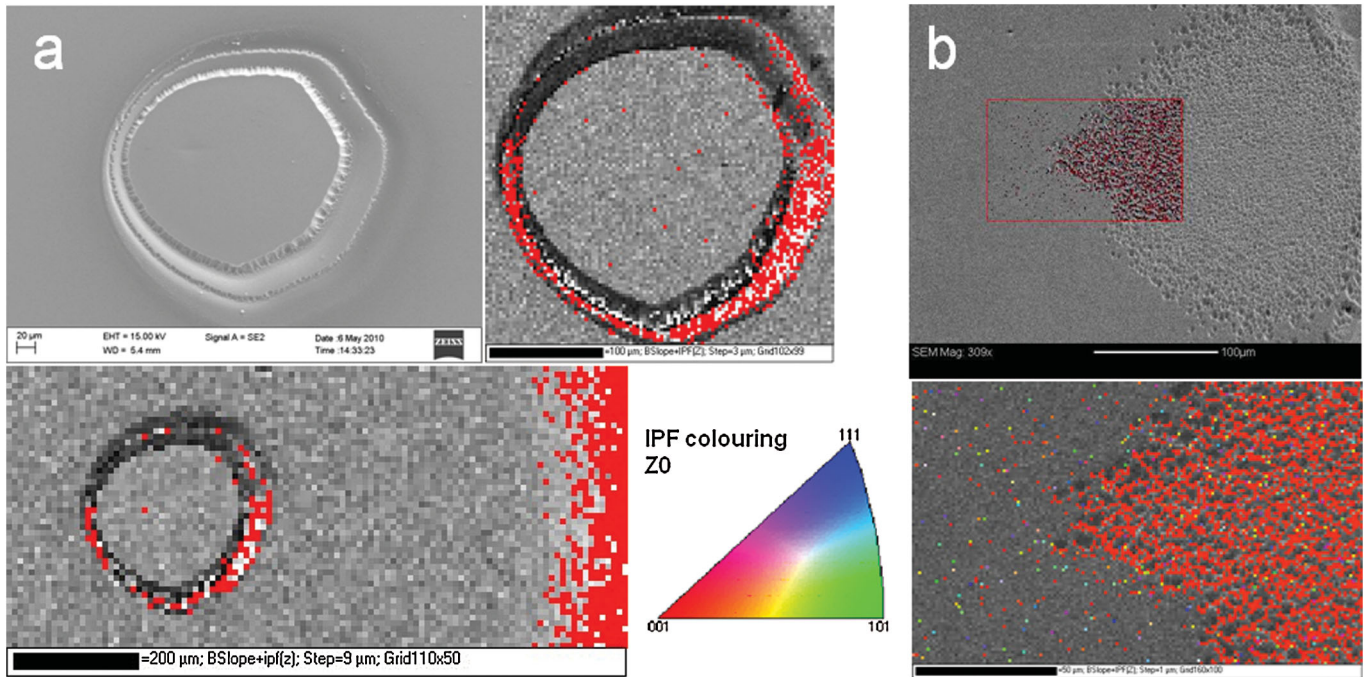 a
20 µm
EHT = 15.00 kV
WD = 5.4 mm
Signal A = SE2
Date :6 May 2010
Time :14:33:23
ZEISS
=100 µm; BSlope+IPF(Z); Step=3 µm; Grid102x99
b
SEM Mag: 309x
100µm
=200 µm; BSlope+ipf(z); Step=9 µm; Grid110x50
IPF colouring
Z0
111
001
101
=50 µm; BSlope+IPF(Z); Step=1 µm; Grid160x100